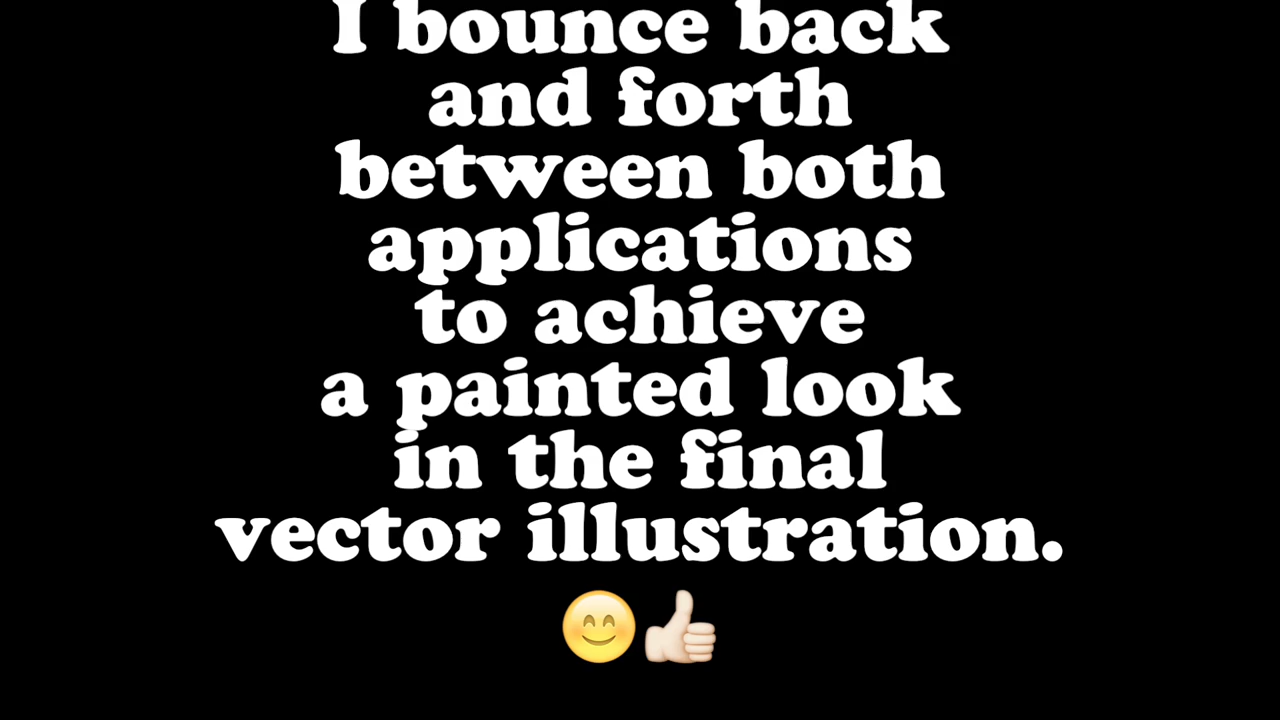 I bounce back
and forth
between both
applications
to achieve
a painted look
in the final
vector illustration.
😊👍🏻